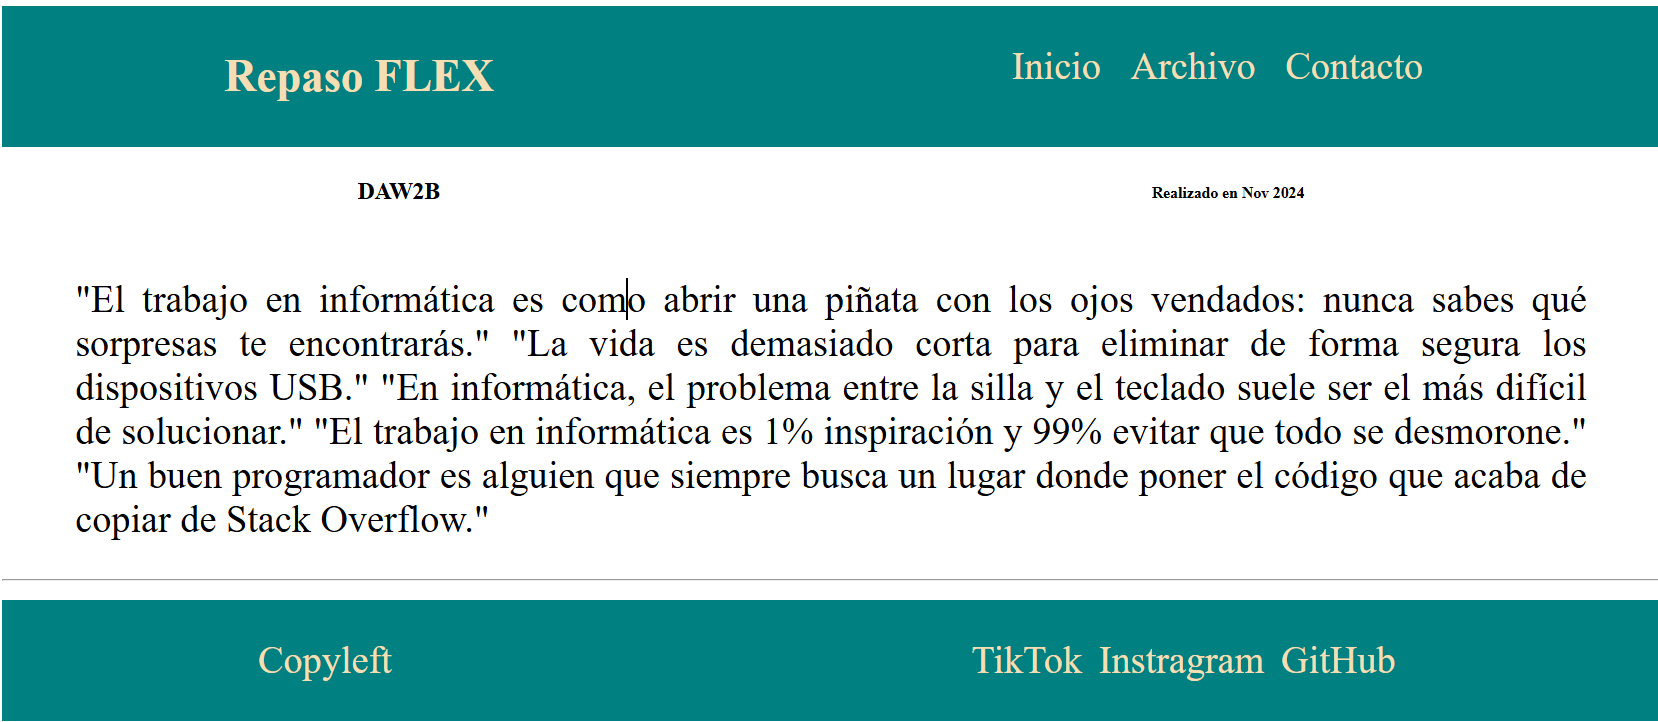 Repaso FLEX
Inicio Archivo Contacto
DAW2B
Realizado en Nov 2024
"El trabajo en informática es como abrir una piñata con los ojos vendados: nunca sabes qué
sorpresas te encontrarás." "La vida es demasiado corta para eliminar de forma segura los
dispositivos USB." "En informática, el problema entre la silla y el teclado suele ser el más difícil
de solucionar." "El trabajo en informática es 1% inspiración y 99% evitar que todo se desmorone."
"Un buen programador es alguien que siempre busca un lugar donde poner el código que acaba de
copiar de Stack Overflow."
Copyleft
TikTok Instragram GitHub